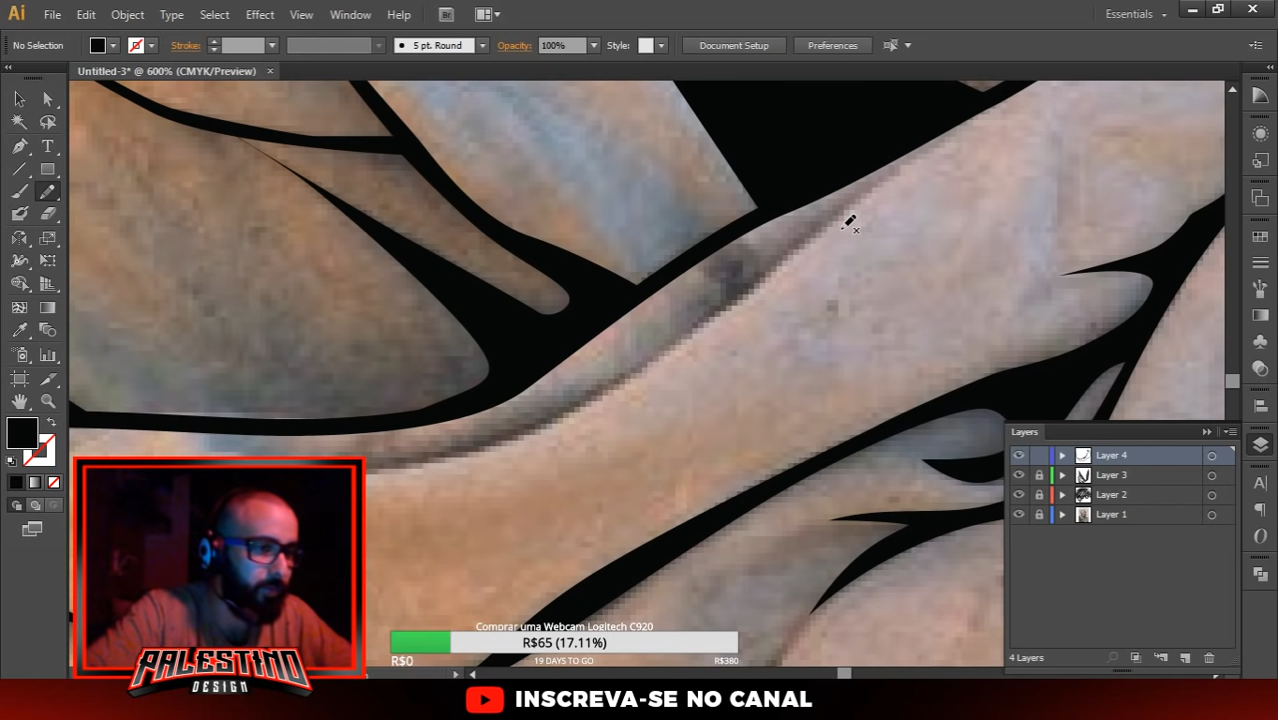 Ai File Edit Object Type Select Effect View Window Help Br Essentials
No Selection Stroke: 5 pt. Round Opacity: 100% Style: Document Setup Preferences
Untitled-3* @ 600% (CMYK/Preview)
Layers
Layer 4
Layer 3
Layer 2
Layer 1
4 Layers
Comprar uma Webcam Logitech C920
R$65 (17.11%)
R$0 19 DAYS TO GO R$380
PALESTINO
DESIGN
INSCREVA-SE NO CANAL